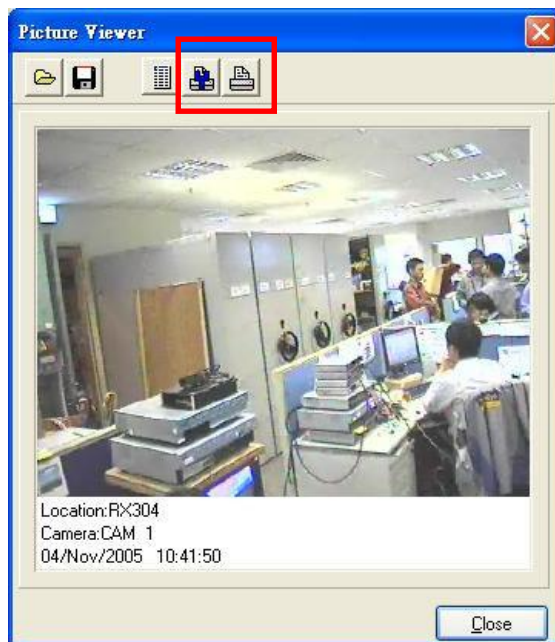 Picture Viewer
Location:RX304
Camera:CAM 1
04/Nov/2005 10:41:50
Close